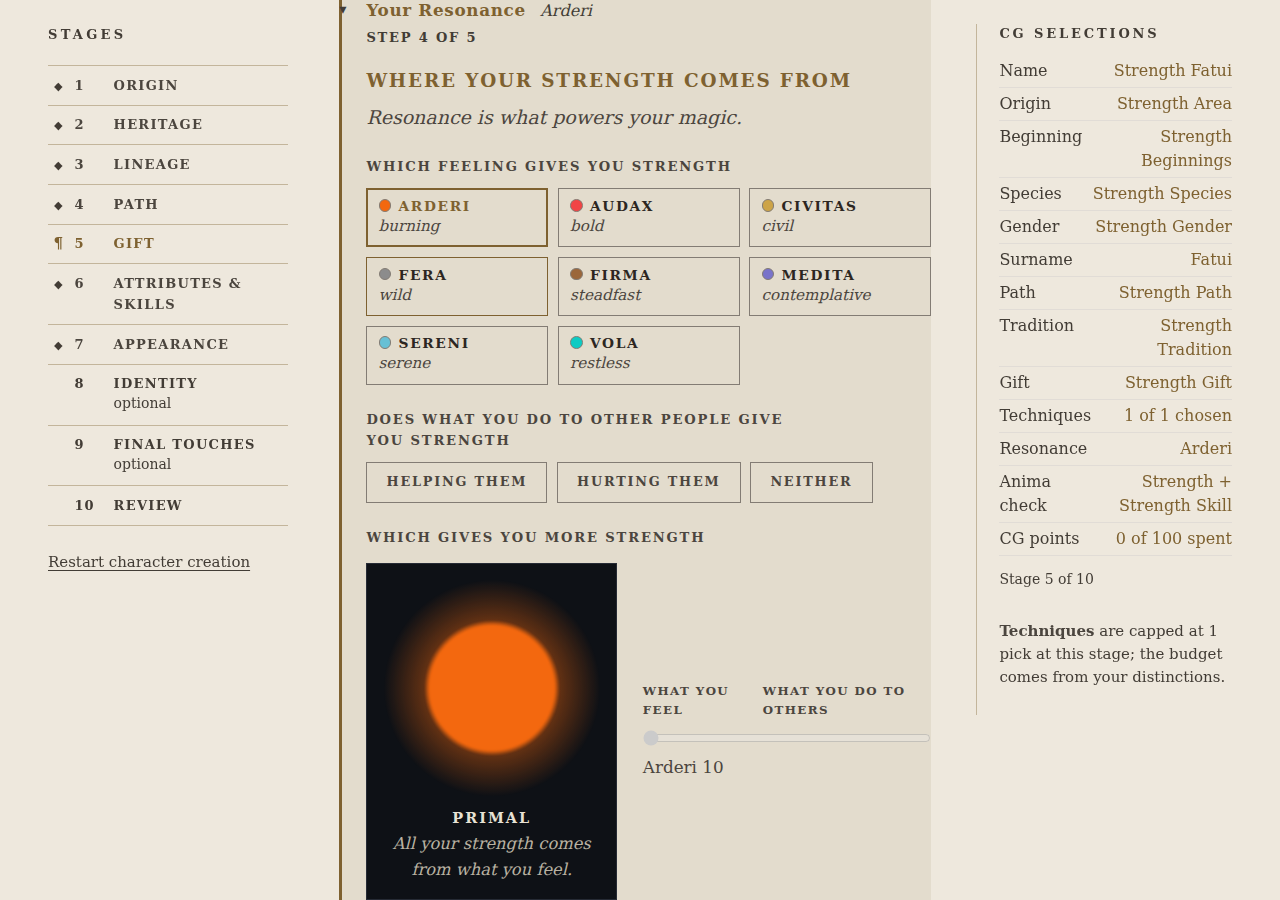 STAGES
◆ 1 ORIGIN
◆ 2 HERITAGE
◆ 3 LINEAGE
◆ 4 PATH
¶ 5 GIFT
◆ 6 ATTRIBUTES &
SKILLS
◆ 7 APPEARANCE
8 IDENTITY
optional
9 FINAL TOUCHES
optional
10 REVIEW
Restart character creation
▾ Your Resonance Arderi
STEP 4 OF 5
WHERE YOUR STRENGTH COMES FROM
Resonance is what powers your magic.
WHICH FEELING GIVES YOU STRENGTH
ARDERI
burning
AUDAX
bold
CIVITAS
civil
FERA
wild
FIRMA
steadfast
MEDITA
contemplative
SERENI
serene
VOLA
restless
DOES WHAT YOU DO TO OTHER PEOPLE GIVE
YOU STRENGTH
HELPING THEM
HURTING THEM
NEITHER
WHICH GIVES YOU MORE STRENGTH
PRIMAL
All your strength comes
from what you feel.
WHAT YOU
FEEL
WHAT YOU DO TO
OTHERS
Arderi 10
CG SELECTIONS
Name Strength Fatui
Origin Strength Area
Beginning Strength
Beginnings
Species Strength Species
Gender Strength Gender
Surname Fatui
Path Strength Path
Tradition Strength
Tradition
Gift Strength Gift
Techniques 1 of 1 chosen
Resonance Arderi
Anima Strength +
check Strength Skill
CG points 0 of 100 spent
Stage 5 of 10
Techniques are capped at 1
pick at this stage; the budget
comes from your distinctions.